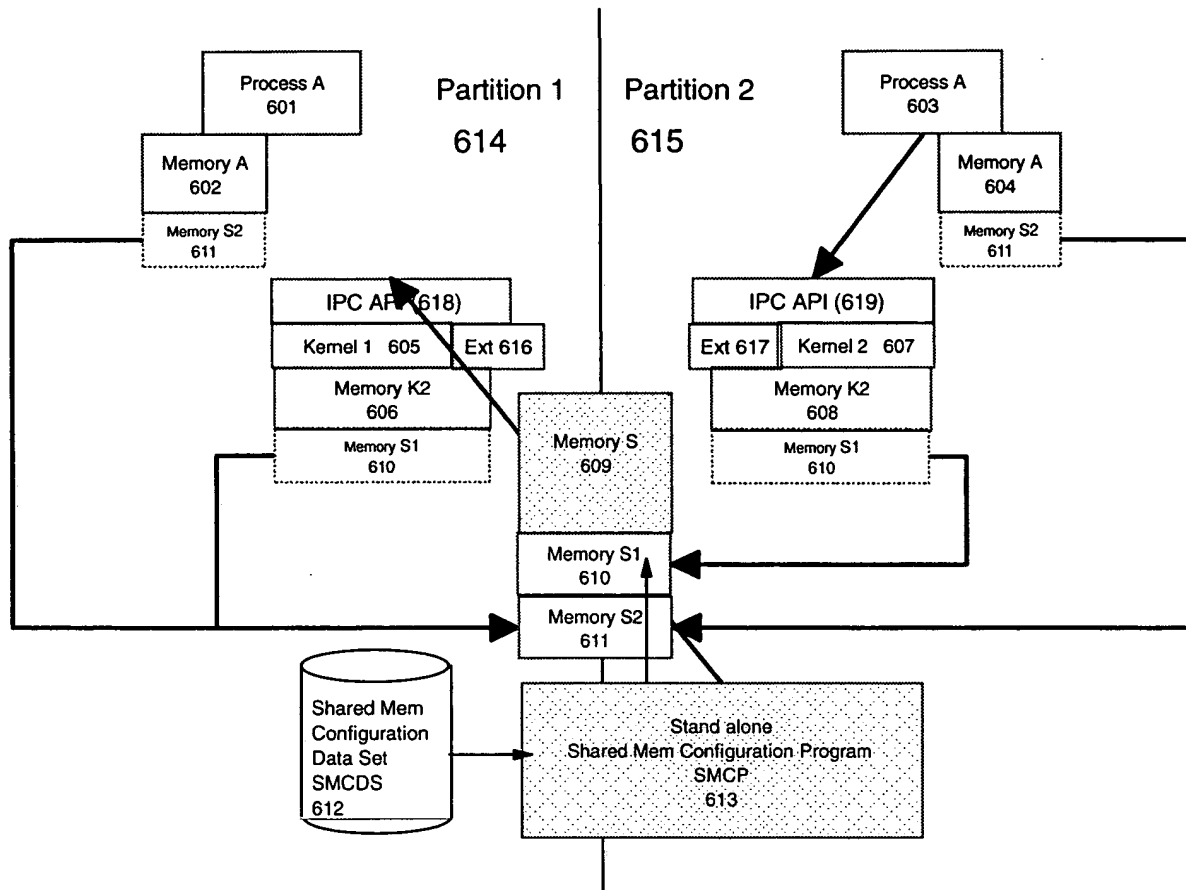 Process A
601
Partition 1
614
Partition 2
615
Process A
603
Memory A
602
Memory S2
611
Memory A
604
Memory S2
611
IPC API (618)
Kernel 1 605
Ext 616
Memory K2
606
Memory S1
610
IPC API (619)
Ext 617
Kernel 2 607
Memory K2
608
Memory S1
610
Memory S
609
Memory S1
610
Memory S2
611
Shared Mem
Configuration
Data Set
SMCDS
612
Stand alone
Shared Mem Configuration Program
SMCP
613